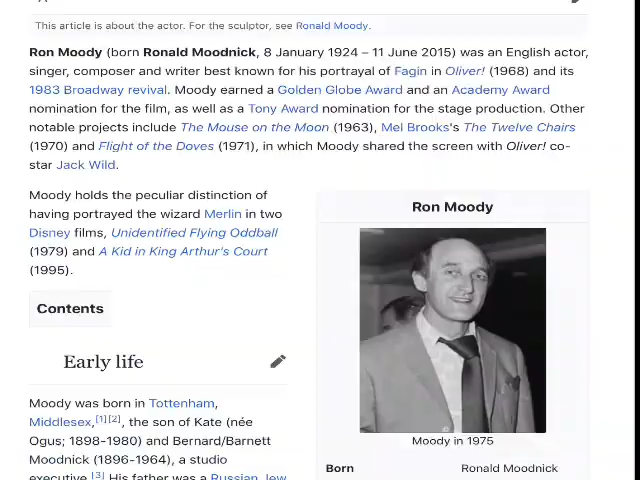 This article is about the actor. For the sculptor, see Ronald Moody.
Ron Moody (born Ronald Moodnick, 8 January 1924 – 11 June 2015) was an English actor,
singer, composer and writer best known for his portrayal of Fagin in Oliver! (1968) and its
1983 Broadway revival. Moody earned a Golden Globe Award and an Academy Award
nomination for the film, as well as a Tony Award nomination for the stage production. Other
notable projects include The Mouse on the Moon (1963), Mel Brooks's The Twelve Chairs
(1970) and Flight of the Doves (1971), in which Moody shared the screen with Oliver! co-
star Jack Wild.
Moody holds the peculiar distinction of
having portrayed the wizard Merlin in two
Disney films, Unidentified Flying Oddball
(1979) and A Kid in King Arthur's Court
(1995).
Contents
Early life
Moody was born in Tottenham,
Middlesex,[1][2], the son of Kate (née
Ogus; 1898-1980) and Bernard/Barnett
Moodnick (1896-1964), a studio
executive.[3] His father was a Russian Jew
Ron Moody
Moody in 1975
Born Ronald Moodnick